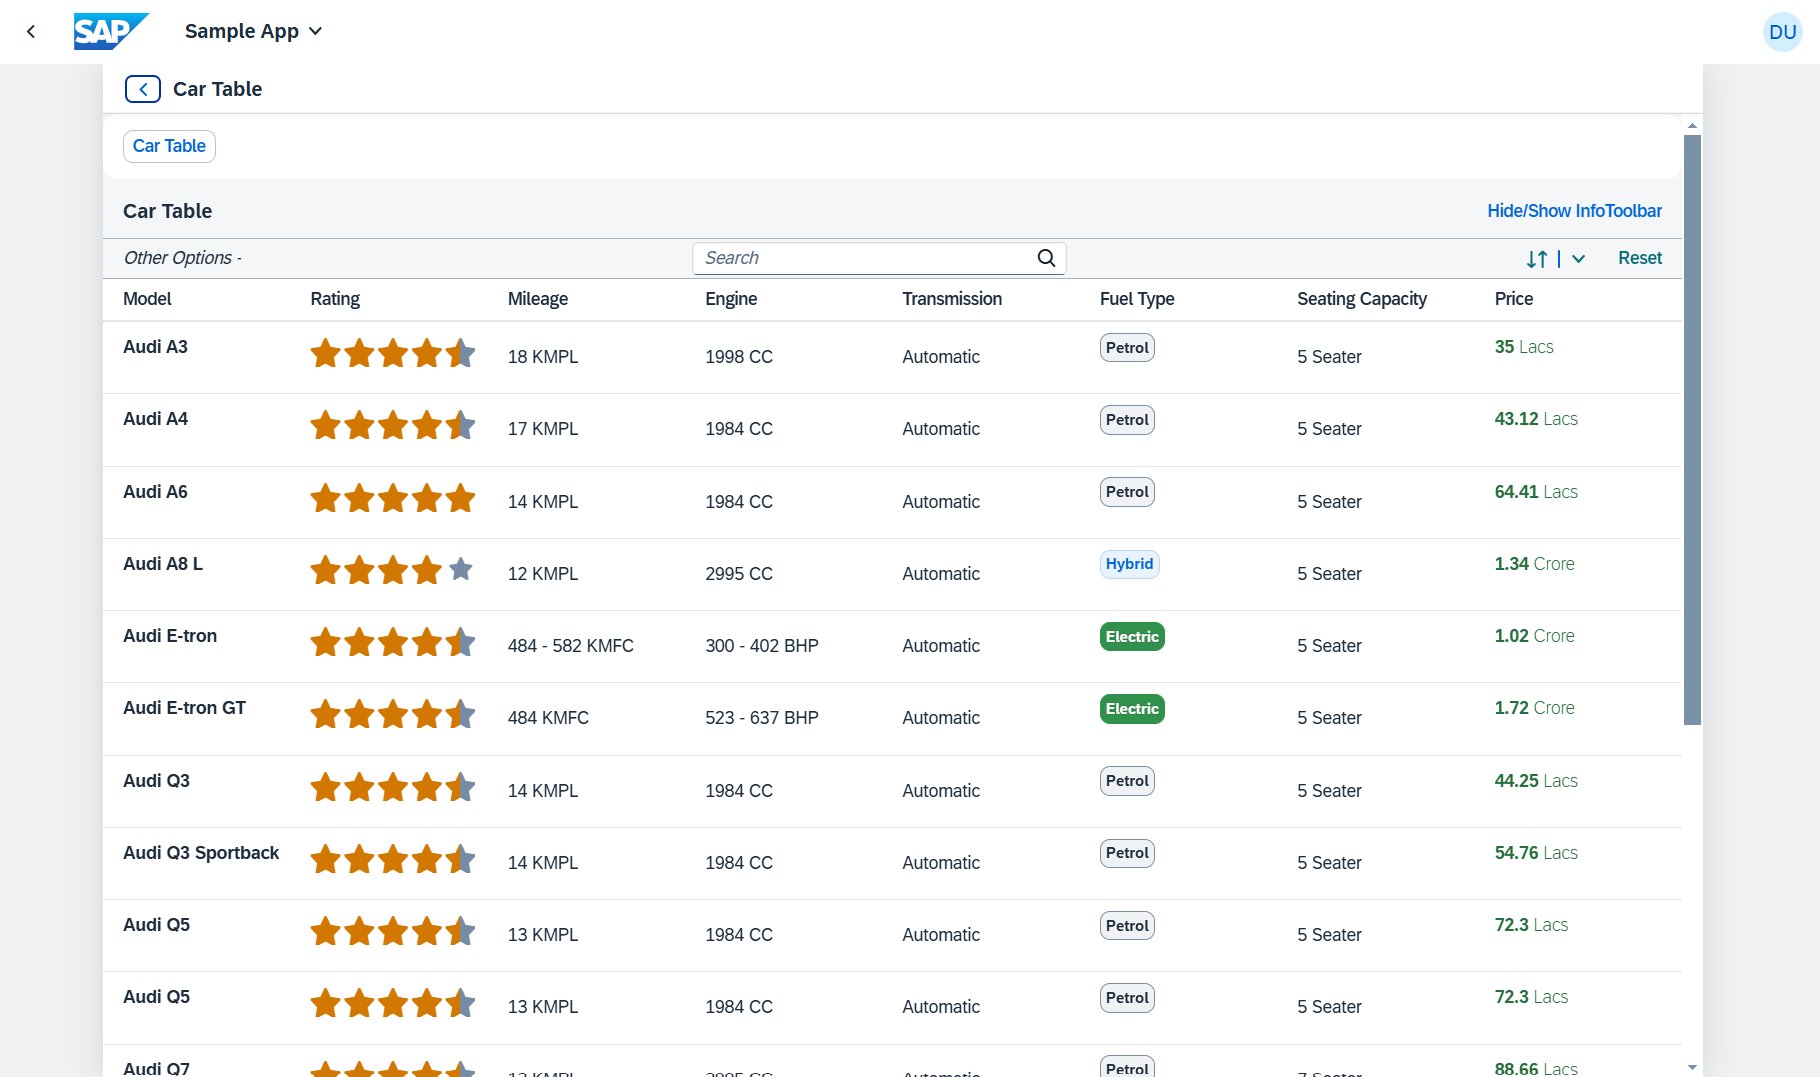 SAP Sample App DU
Car Table
Car Table
Car Table Hide/Show InfoToolbar
Other Options - Search Reset
Model Rating Mileage Engine Transmission Fuel Type Seating Capacity Price
Audi A3 18 KMPL 1998 CC Automatic Petrol 5 Seater 35 Lacs
Audi A4 17 KMPL 1984 CC Automatic Petrol 5 Seater 43.12 Lacs
Audi A6 14 KMPL 1984 CC Automatic Petrol 5 Seater 64.41 Lacs
Audi A8 L 12 KMPL 2995 CC Automatic Hybrid 5 Seater 1.34 Crore
Audi E-tron 484 - 582 KMFC 300 - 402 BHP Automatic Electric 5 Seater 1.02 Crore
Audi E-tron GT 484 KMFC 523 - 637 BHP Automatic Electric 5 Seater 1.72 Crore
Audi Q3 14 KMPL 1984 CC Automatic Petrol 5 Seater 44.25 Lacs
Audi Q3 Sportback 14 KMPL 1984 CC Automatic Petrol 5 Seater 54.76 Lacs
Audi Q5 13 KMPL 1984 CC Automatic Petrol 5 Seater 72.3 Lacs
Audi Q5 13 KMPL 1984 CC Automatic Petrol 5 Seater 72.3 Lacs
Audi Q7 Petrol 88.66 Lacs